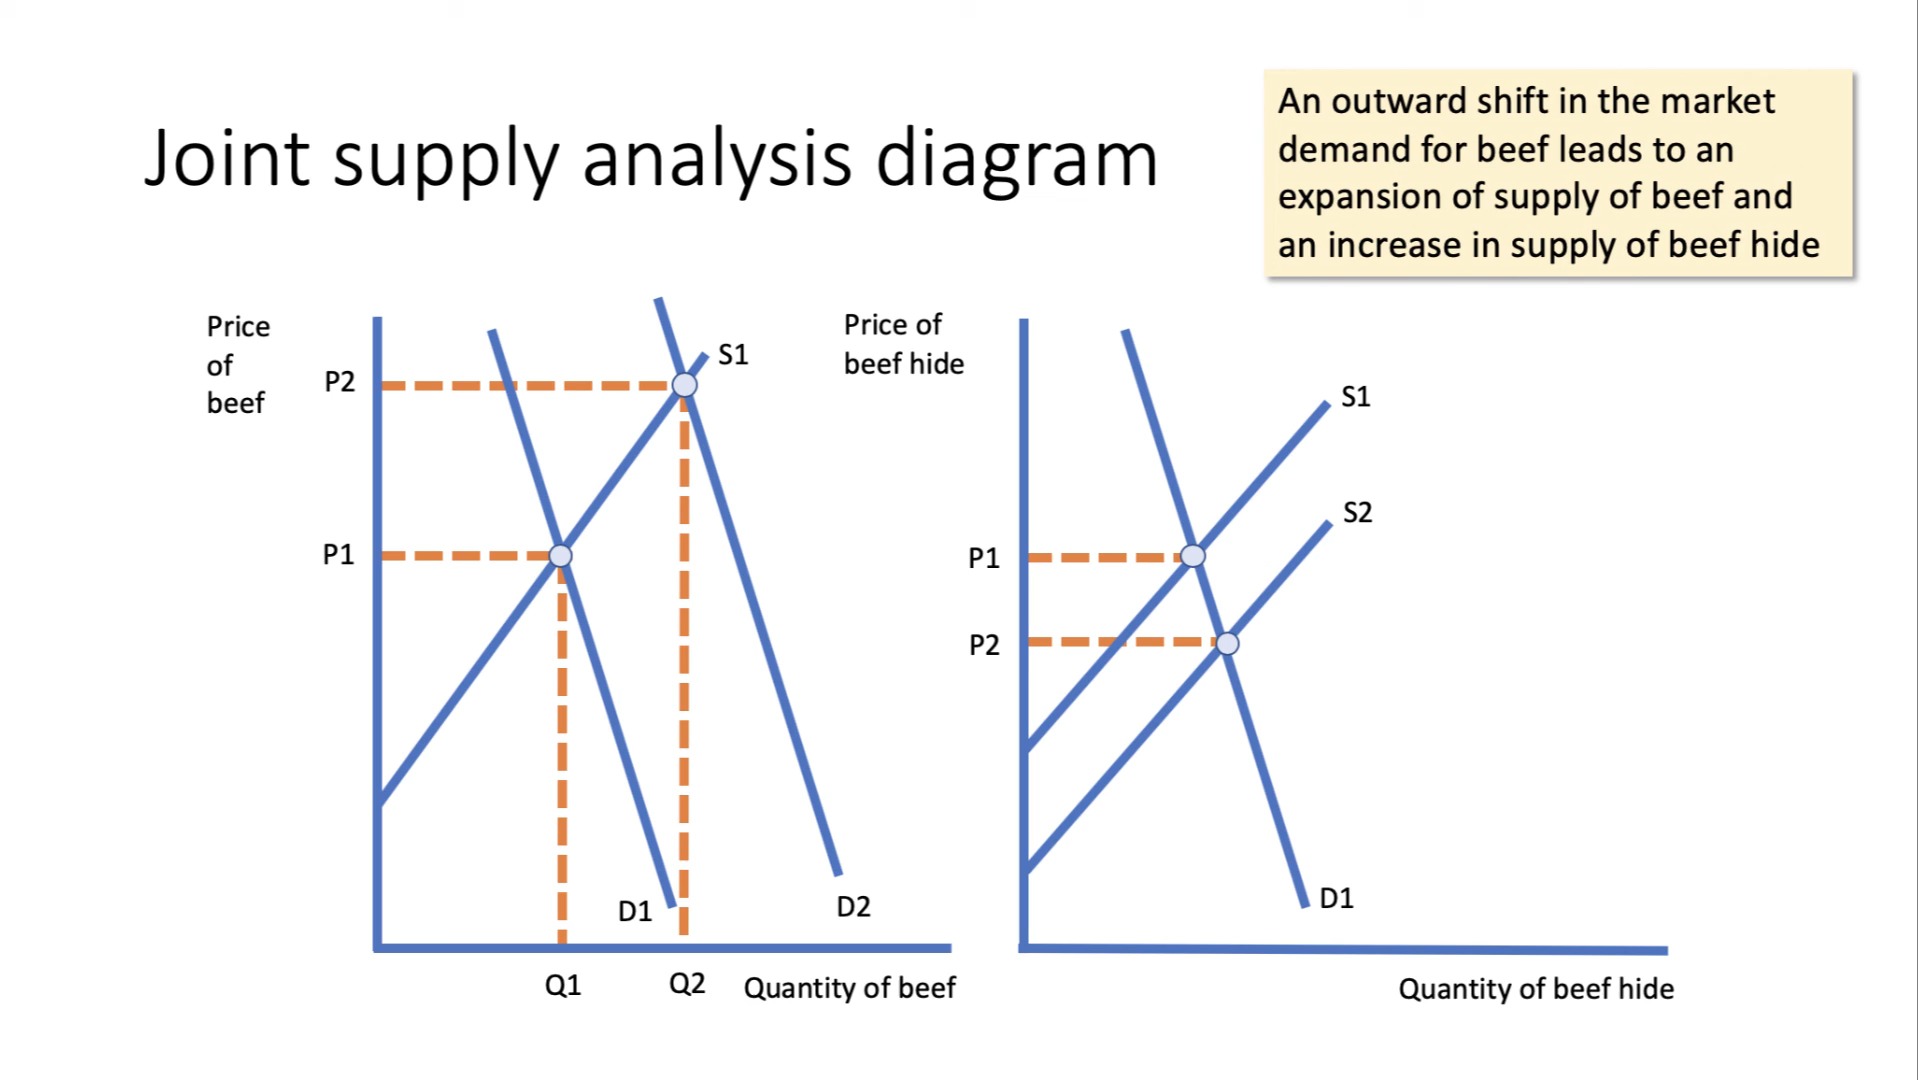 Joint supply analysis diagram
An outward shift in the market
demand for beef leads to an
expansion of supply of beef and
an increase in supply of beef hide
Price
of
beef
P2
P1
S1
D1
D2
Q1
Q2
Quantity of beef
Price of
beef hide
P1
P2
S1
S2
D1
Quantity of beef hide